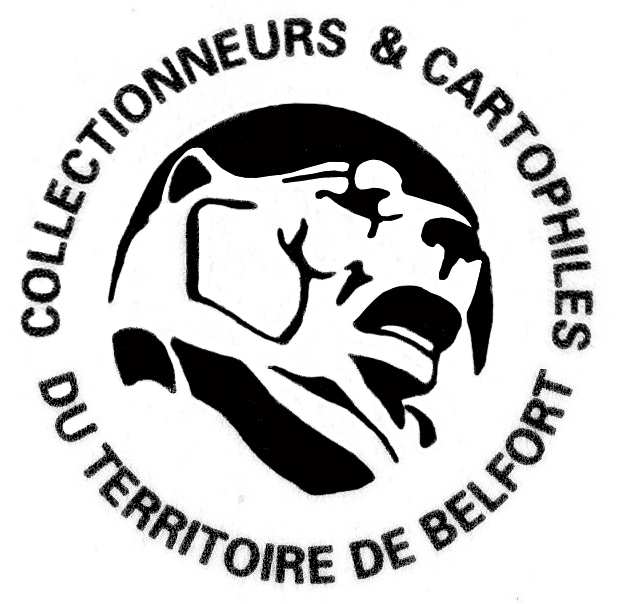 COLLECTIONNEURS & CARTOPHILES
DU TERRITOIRE DE BELFORT